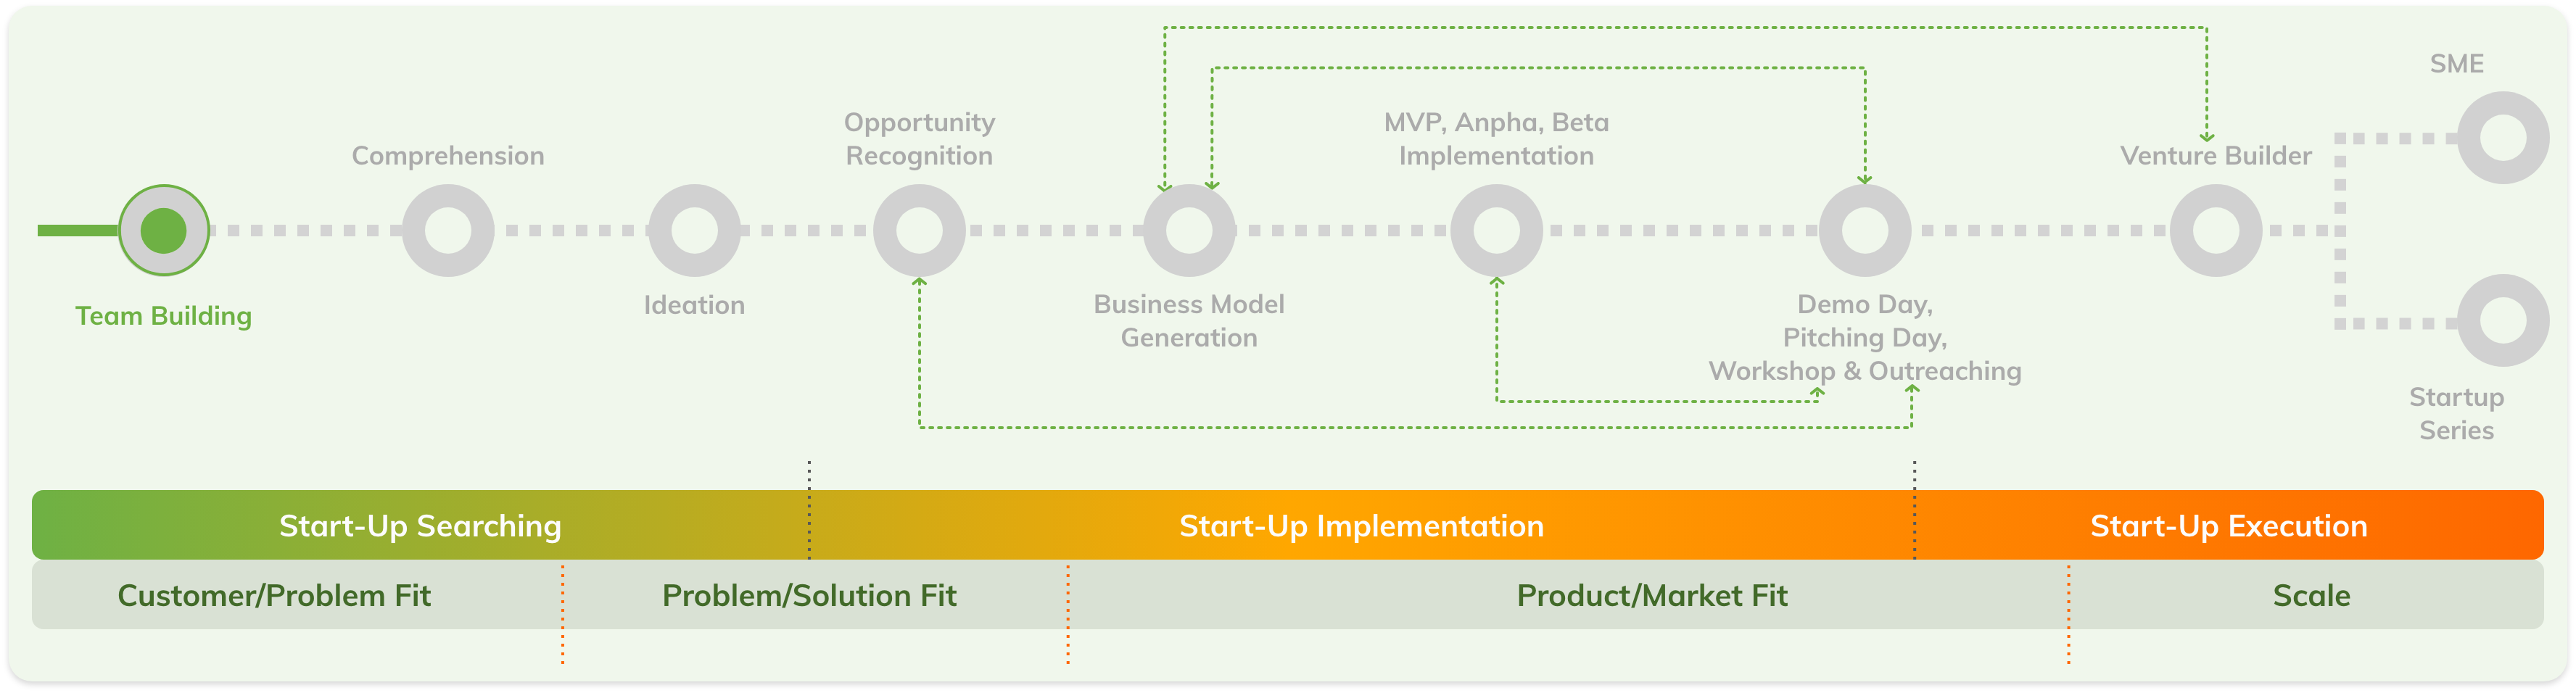 SME
Opportunity
Recognition
MVP, Anpha, Beta
Implementation
Comprehension
Venture Builder
Team Building
Ideation
Business Model
Generation
Demo Day,
Pitching Day,
Workshop & Outreaching
Startup
Series
Start-Up Searching
Start-Up Implementation
Start-Up Execution
Customer/Problem Fit
Problem/Solution Fit
Product/Market Fit
Scale